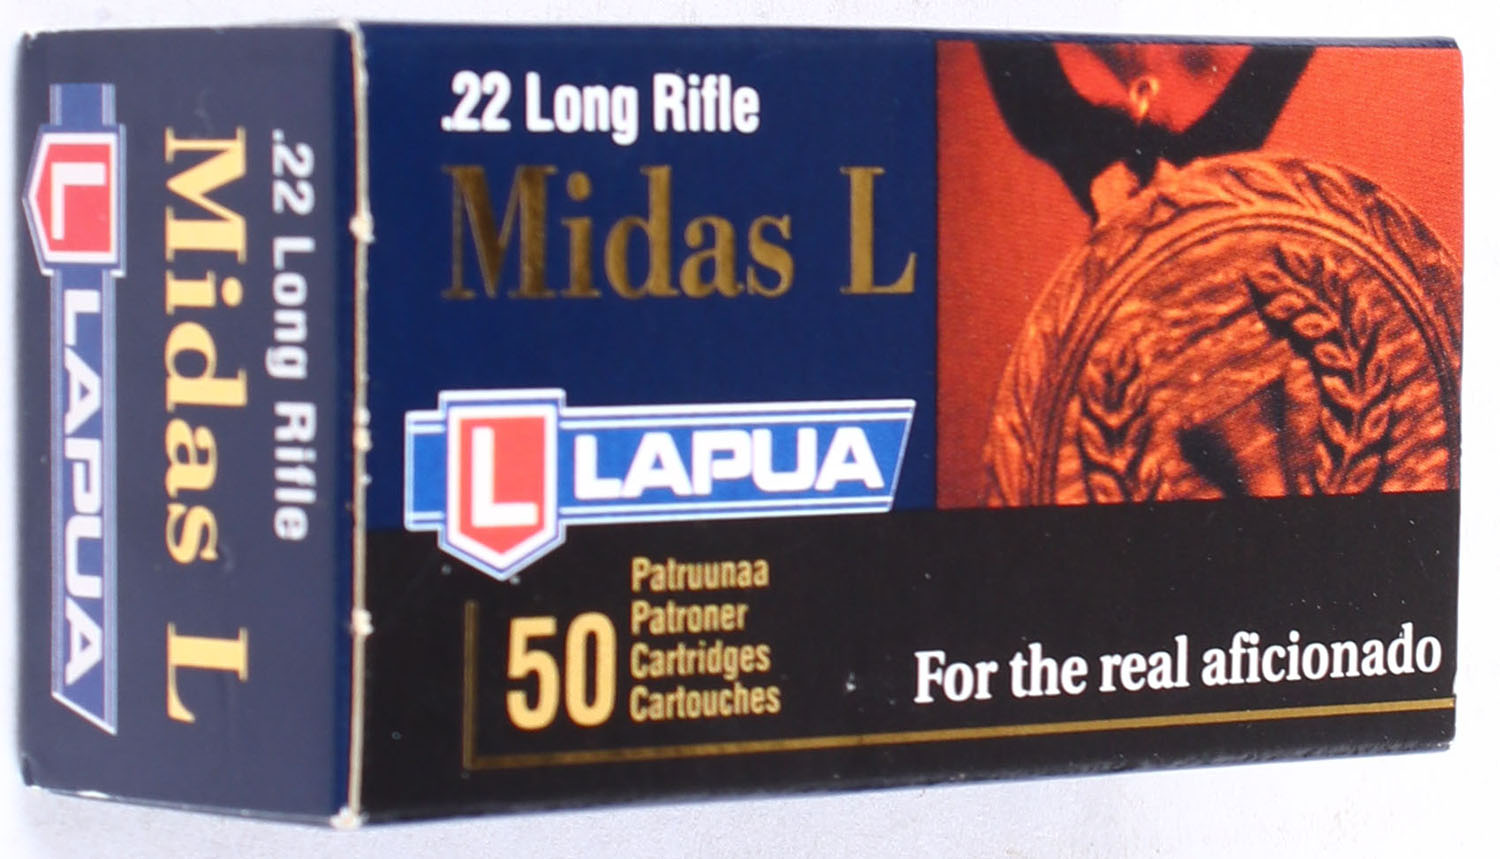 .22 Long Rifle
Midas L
L LAPUA
.22 Long Rifle
Midas L
L LAPUA
50
Patruunaa
Patroner
Cartridges
Cartouches
For the real aficionado